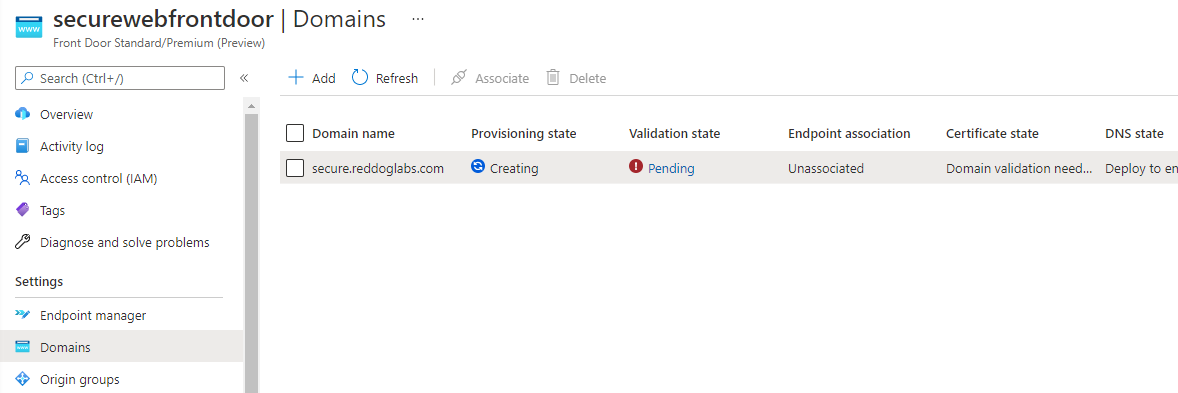 securewebfrontdoor | Domains ...
Front Door Standard/Premium (Preview)
Search (Ctrl+/) «
Overview
Activity log
Access control (IAM)
Tags
Diagnose and solve problems
Settings
Endpoint manager
Domains
Origin groups
Add Refresh Associate Delete
Domain name Provisioning state Validation state Endpoint association Certificate state DNS state
secure.reddoglabs.com Creating Pending Unassociated Domain validation need... Deploy to en